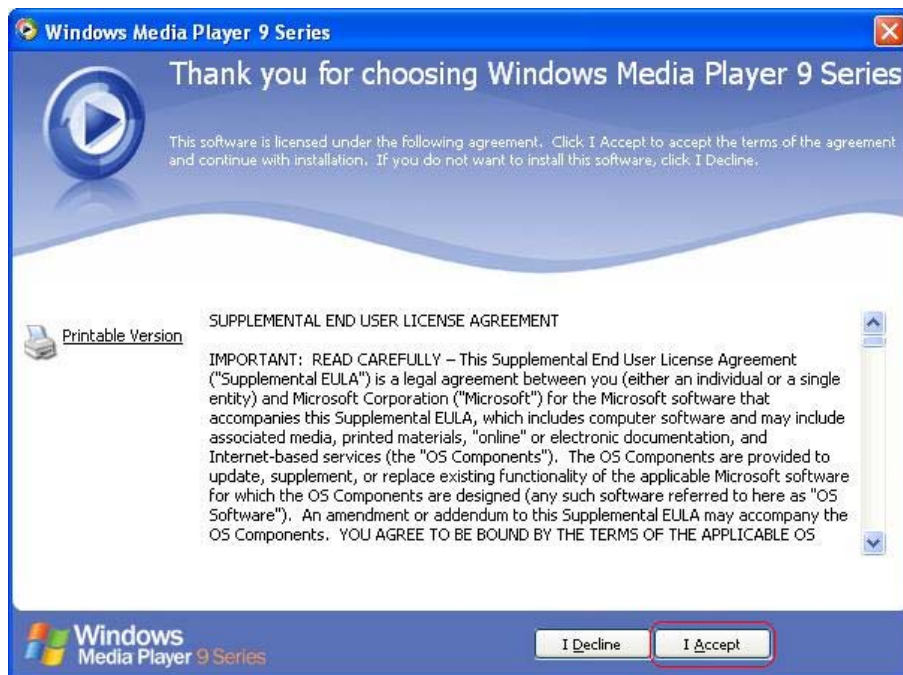 Windows Media Player 9 Series
Thank you for choosing Windows Media Player 9 Series
This software is licensed under the following agreement. Click I Accept to accept the terms of the agreement
and continue with installation. If you do not want to install this software, click I Decline.
Printable Version
SUPPLEMENTAL END USER LICENSE AGREEMENT
IMPORTANT: READ CAREFULLY – This Supplemental End User License Agreement
("Supplemental EULA") is a legal agreement between you (either an individual or a single
entity) and Microsoft Corporation ("Microsoft") for the Microsoft software that
accompanies this Supplemental EULA, which includes computer software and may include
associated media, printed materials, "online" or electronic documentation, and
Internet-based services (the "OS Components"). The OS Components are provided to
update, supplement, or replace existing functionality of the applicable Microsoft software
for which the OS Components are designed (any such software referred to here as "OS
Software"). An amendment or addendum to this Supplemental EULA may accompany the
OS Components. YOU AGREE TO BE BOUND BY THE TERMS OF THE APPLICABLE OS
Windows
Media Player 9 Series
I Decline
I Accept